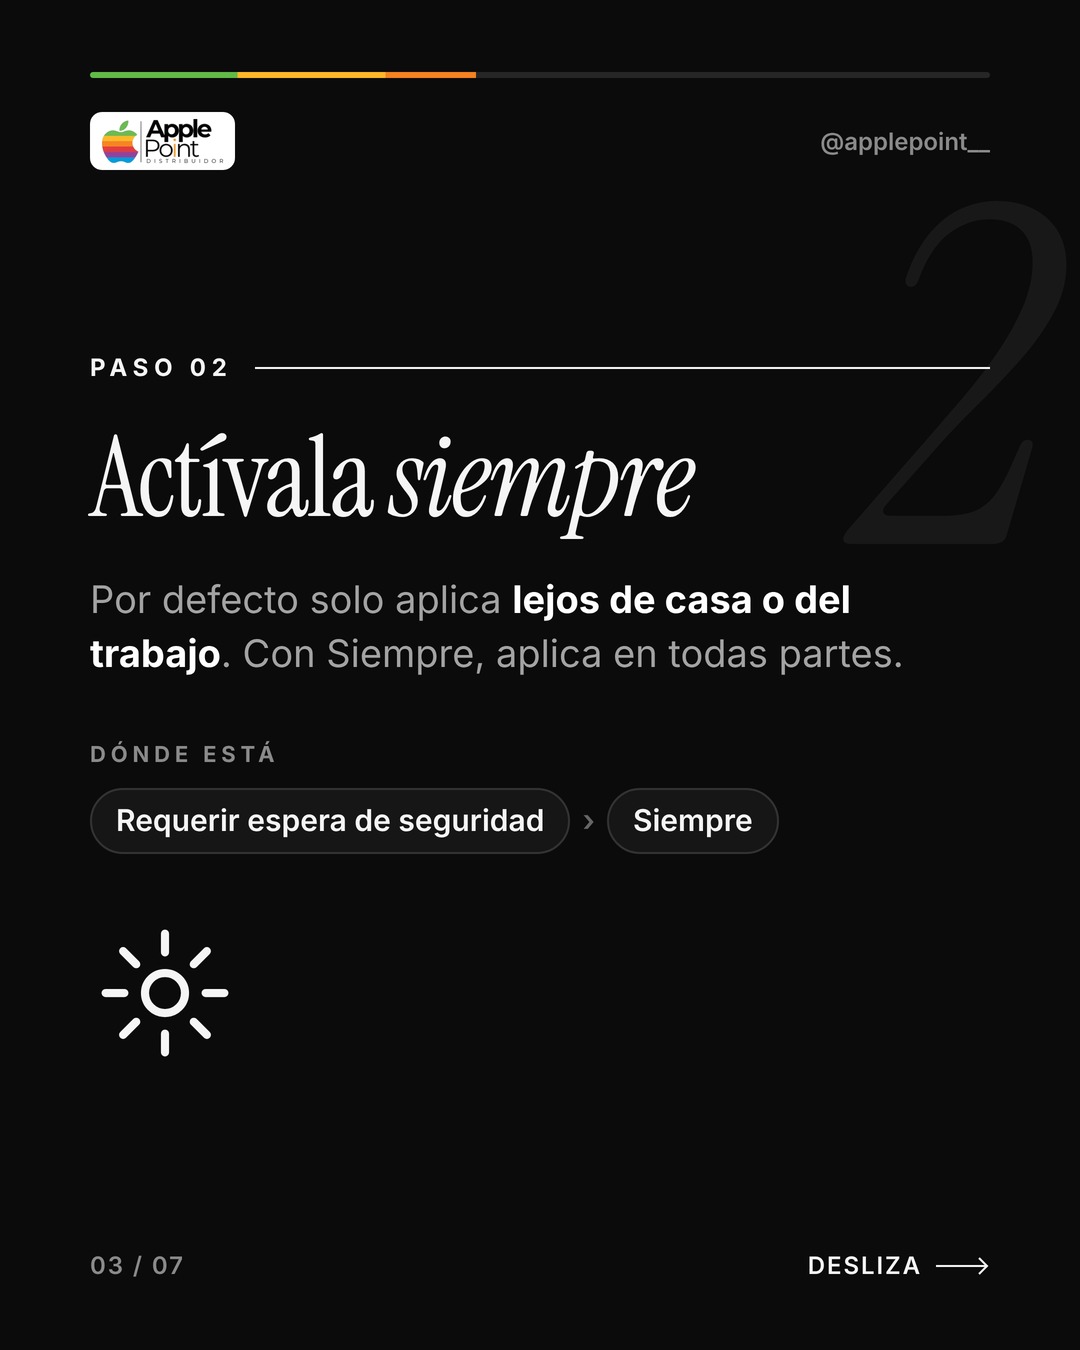 Apple
Point
DISTRIBUIDOR
@applepoint__
2
PASO 02
Actívala siempre
Por defecto solo aplica lejos de casa o del
trabajo. Con Siempre, aplica en todas partes.
DÓNDE ESTÁ
Requerir espera de seguridad › Siempre
03 / 07
DESLIZA →